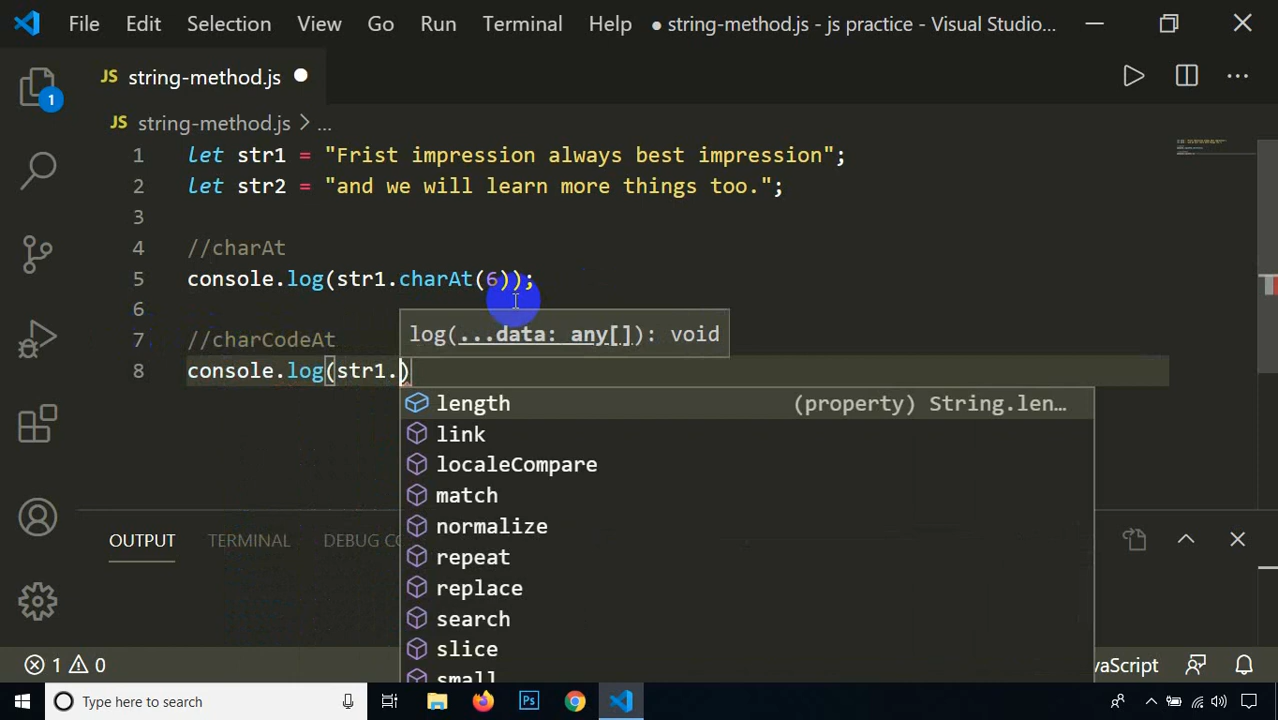 File Edit Selection View Go Run Terminal Help ● string-method.js - js practice - Visual Studio...
JS string-method.js ●
JS string-method.js > ...
1 let str1 = "Frist impression always best impression";
2 let str2 = "and we will learn more things too.";
3
4 //charAt
5 console.log(str1.charAt(6));
6
log(...data: any[]): void
7 //charCodeAt
8 console.log(str1.)
length (property) String.len...
link
localeCompare
match
normalize
repeat
replace
search
slice
small
1
OUTPUT TERMINAL DEBUG CO
1 0
Type here to search
Ps